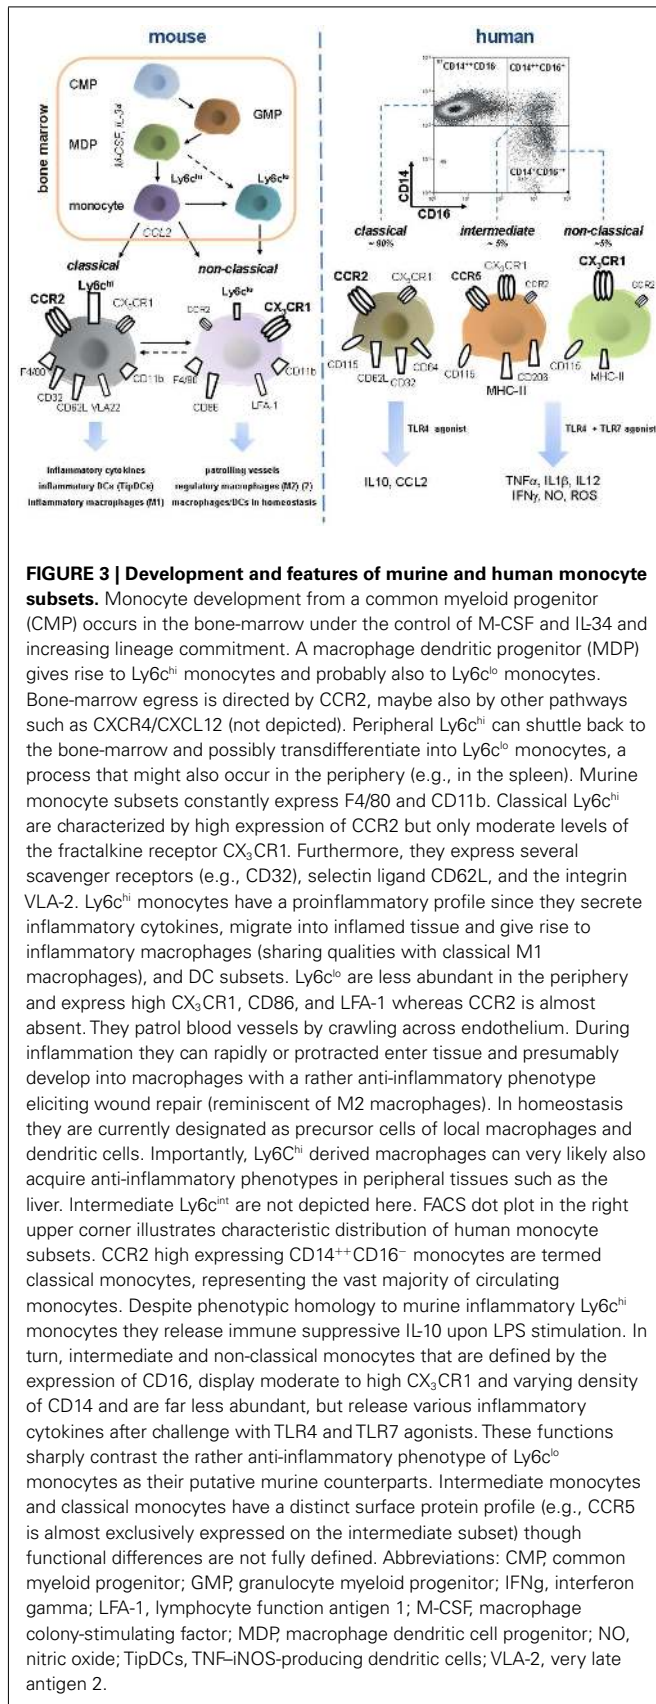 mouse
human
bone marrow
CMP
GMP
M-CSF, IL-34
MDP
Ly6cʰⁱ
Ly6cˡᵒ
monocyte
CCL2
classical
non-classical
Ly6cʰⁱ
CCR2
CX₃CR1
F4/80
CD32
CD62L
VLA22
CD11b
Ly6cˡᵒ
CCR2
CX₃CR1
F4/80
CD86
LFA-1
CD11b
inflammatory cytokines
inflammatory DCs (TipDCs)
inflammatory macrophages (M1)
patrolling vessels
regulatory macrophages (M2) (?)
macrophages/DCs in homeostasis
CD14⁺⁺CD16⁻
CD14⁺⁺CD16⁺
CD14⁺CD16⁺⁺
CD14
CD16
classical
~ 90%
intermediate
~ 5%
non-classical
~5%
CCR2
CX₃CR1
CD115
CD62L
CD32
CD64
CCR5
CX₃CR1
CCR2
CD115
MHC-II
CX₃CR1
CCR2
CD115
MHC-II
TLR4 agonist
TLR4 + TLR7 agonist
IL10, CCL2
TNFα, IL1β, IL12
IFNγ, NO, ROS
FIGURE 3 | Development and features of murine and human monocyte
subsets. Monocyte development from a common myeloid progenitor
(CMP) occurs in the bone-marrow under the control of M-CSF and IL-34 and
increasing lineage commitment. A macrophage dendritic progenitor (MDP)
gives rise to Ly6cʰⁱ monocytes and probably also to Ly6cˡᵒ monocytes.
Bone-marrow egress is directed by CCR2, maybe also by other pathways
such as CXCR4/CXCL12 (not depicted). Peripheral Ly6cʰⁱ can shuttle back to
the bone-marrow and possibly transdifferentiate into Ly6cˡᵒ monocytes, a
process that might also occur in the periphery (e.g., in the spleen). Murine
monocyte subsets constantly express F4/80 and CD11b. Classical Ly6cʰⁱ
are characterized by high expression of CCR2 but only moderate levels of
the fractalkine receptor CX₃CR1. Furthermore, they express several
scavenger receptors (e.g., CD32), selectin ligand CD62L, and the integrin
VLA-2. Ly6cʰⁱ monocytes have a proinflammatory profile since they secrete
inflammatory cytokines, migrate into inflamed tissue and give rise to
inflammatory macrophages (sharing qualities with classical M1
macrophages), and DC subsets. Ly6cˡᵒ are less abundant in the periphery
and express high CX₃CR1, CD86, and LFA-1 whereas CCR2 is almost
absent. They patrol blood vessels by crawling across endothelium. During
inflammation they can rapidly or protracted enter tissue and presumably
develop into macrophages with a rather anti-inflammatory phenotype
eliciting wound repair (reminiscent of M2 macrophages). In homeostasis
they are currently designated as precursor cells of local macrophages and
dendritic cells. Importantly, Ly6Cʰⁱ derived macrophages can very likely also
acquire anti-inflammatory phenotypes in peripheral tissues such as the
liver. Intermediate Ly6cⁱⁿᵗ are not depicted here. FACS dot plot in the right
upper corner illustrates characteristic distribution of human monocyte
subsets. CCR2 high expressing CD14⁺⁺CD16⁻ monocytes are termed
classical monocytes, representing the vast majority of circulating
monocytes. Despite phenotypic homology to murine inflammatory Ly6cʰⁱ
monocytes they release immune suppressive IL-10 upon LPS stimulation. In
turn, intermediate and non-classical monocytes that are defined by the
expression of CD16, display moderate to high CX₃CR1 and varying density
of CD14 and are far less abundant, but release various inflammatory
cytokines after challenge with TLR4 and TLR7 agonists. These functions
sharply contrast the rather anti-inflammatory phenotype of Ly6cˡᵒ
monocytes as their putative murine counterparts. Intermediate monocytes
and classical monocytes have a distinct surface protein profile (e.g., CCR5
is almost exclusively expressed on the intermediate subset) though
functional differences are not fully defined. Abbreviations: CMP, common
myeloid progenitor; GMP, granulocyte myeloid progenitor; IFNg, interferon
gamma; LFA-1, lymphocyte function antigen 1; M-CSF, macrophage
colony-stimulating factor; MDP, macrophage dendritic cell progenitor; NO,
nitric oxide; TipDCs, TNF–iNOS-producing dendritic cells; VLA-2, very late
antigen 2.